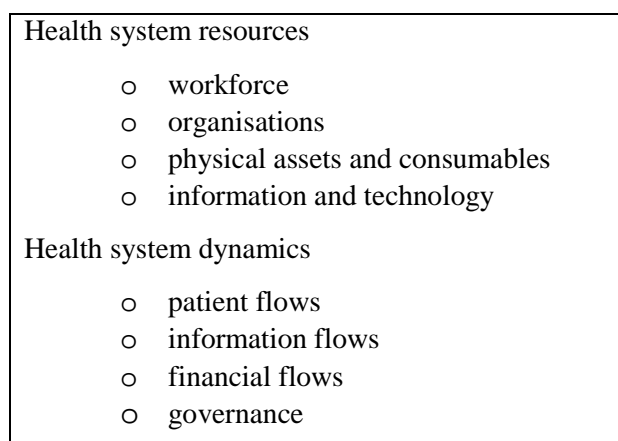 Health system resources
o workforce
o organisations
o physical assets and consumables
o information and technology
Health system dynamics
o patient flows
o information flows
o financial flows
o governance